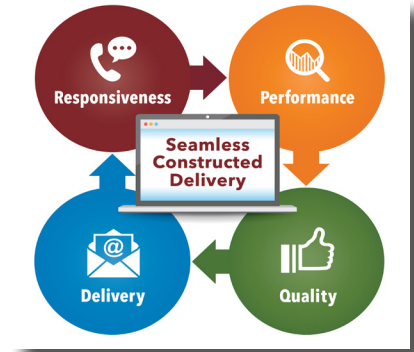 Responsiveness
Performance
Seamless
Constructed
Delivery
@
Delivery
Quality